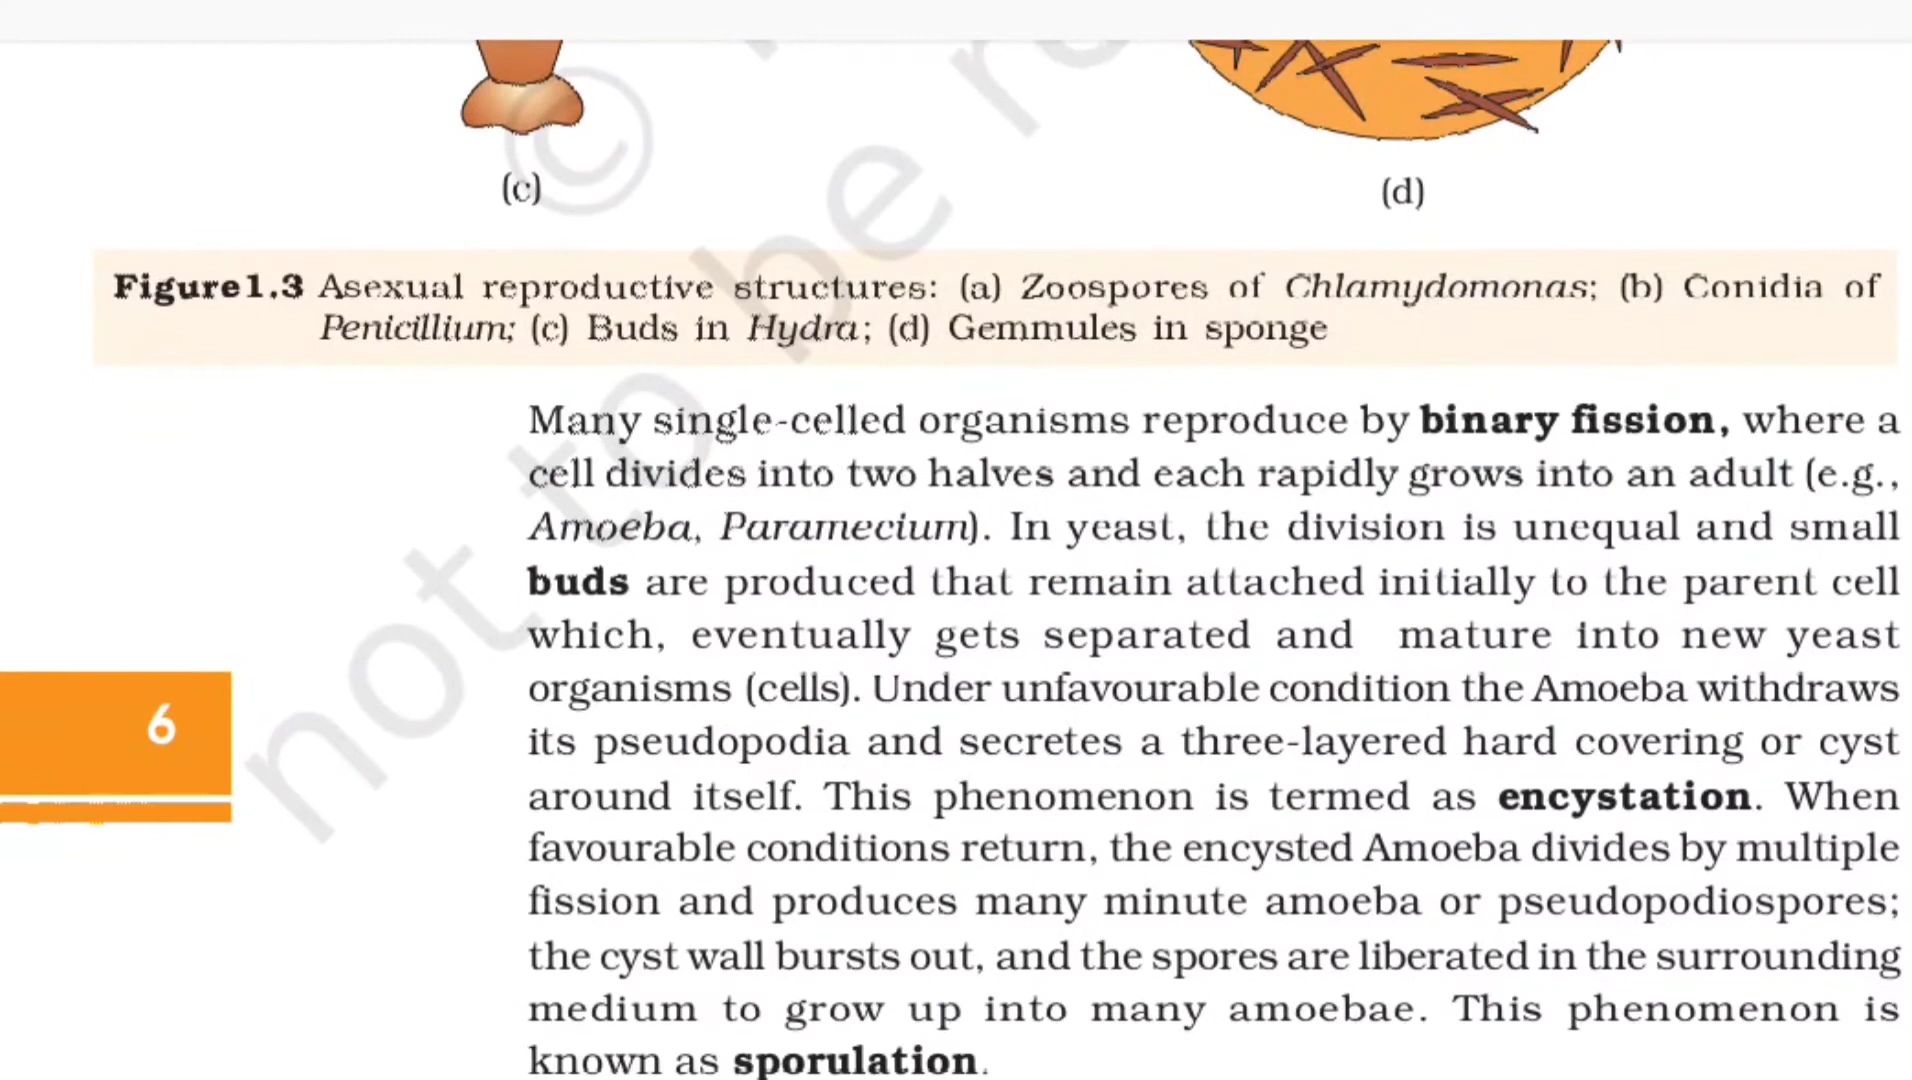 (c)
(d)
Figure1.3 Asexual reproductive structures: (a) Zoospores of Chlamydomonas; (b) Conidia of
Penicillium; (c) Buds in Hydra; (d) Gemmules in sponge
Many single-celled organisms reproduce by binary fission, where a
cell divides into two halves and each rapidly grows into an adult (e.g.,
Amoeba, Paramecium). In yeast, the division is unequal and small
buds are produced that remain attached initially to the parent cell
which, eventually gets separated and mature into new yeast
organisms (cells). Under unfavourable condition the Amoeba withdraws
its pseudopodia and secretes a three-layered hard covering or cyst
around itself. This phenomenon is termed as encystation. When
favourable conditions return, the encysted Amoeba divides by multiple
fission and produces many minute amoeba or pseudopodiospores;
the cyst wall bursts out, and the spores are liberated in the surrounding
medium to grow up into many amoebae. This phenomenon is
known as sporulation.
6
©
not to be